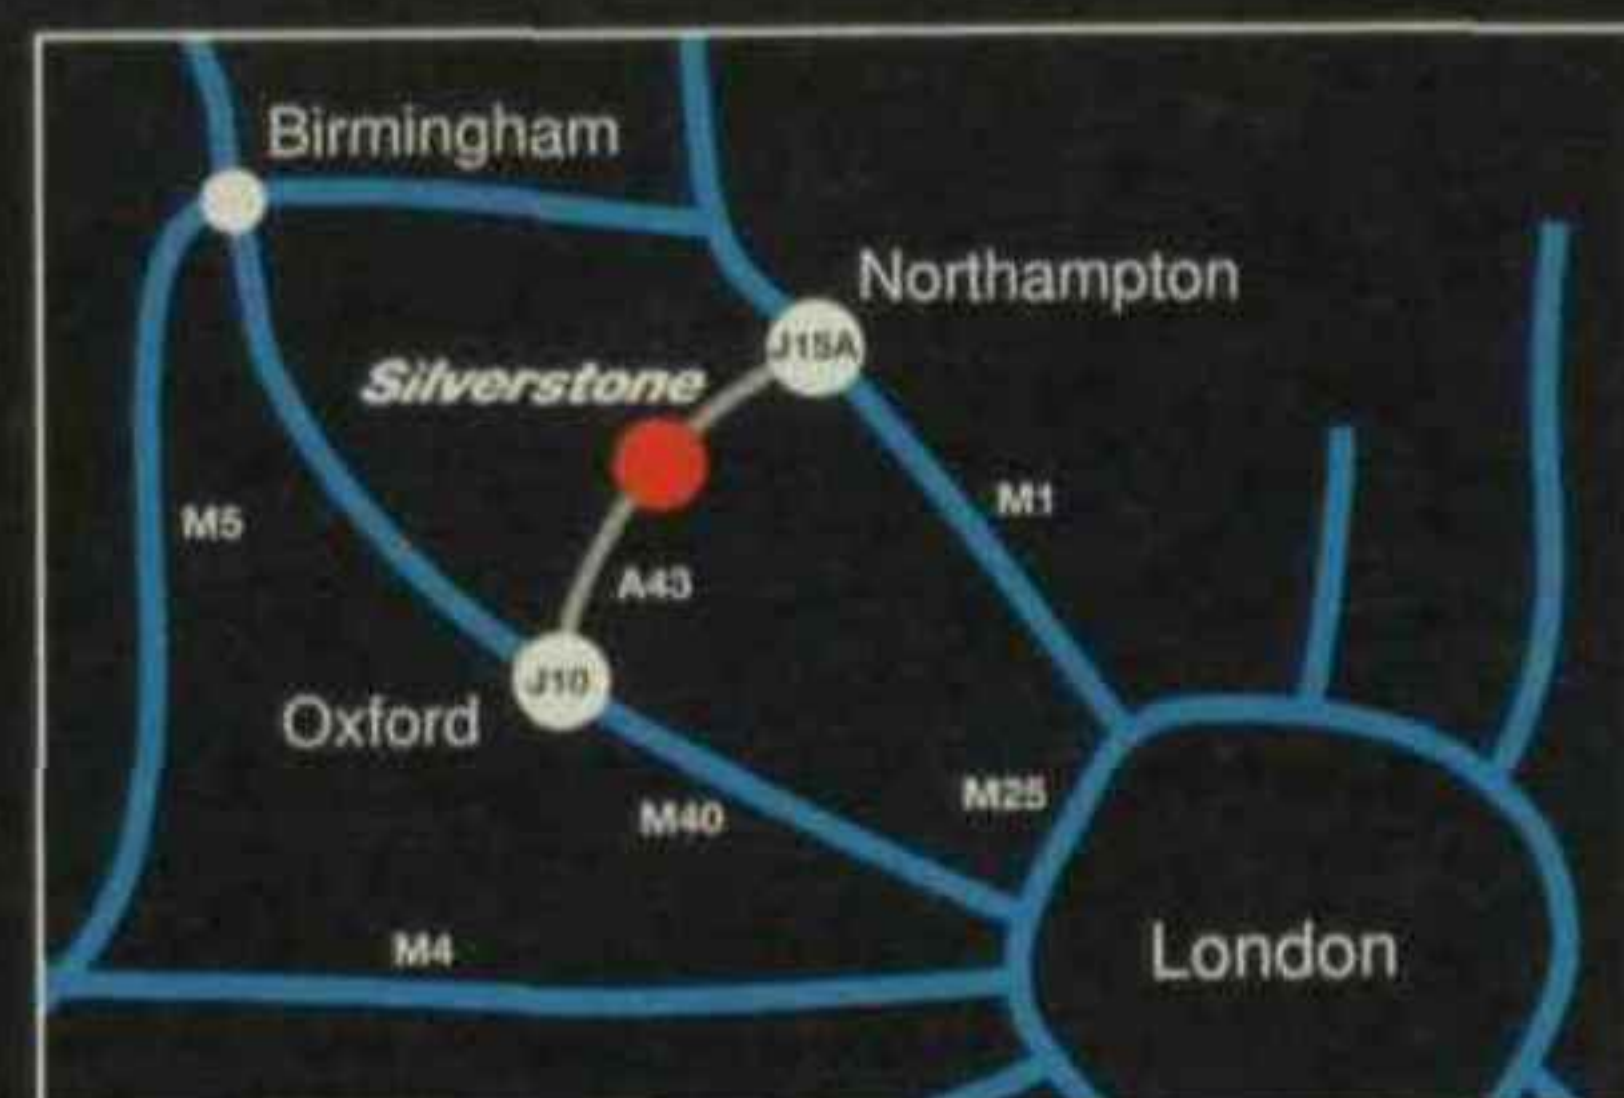 Birmingham
Northampton
J15A
Silverstone
M5
M1
A43
J10
Oxford
M25
M40
M4
London